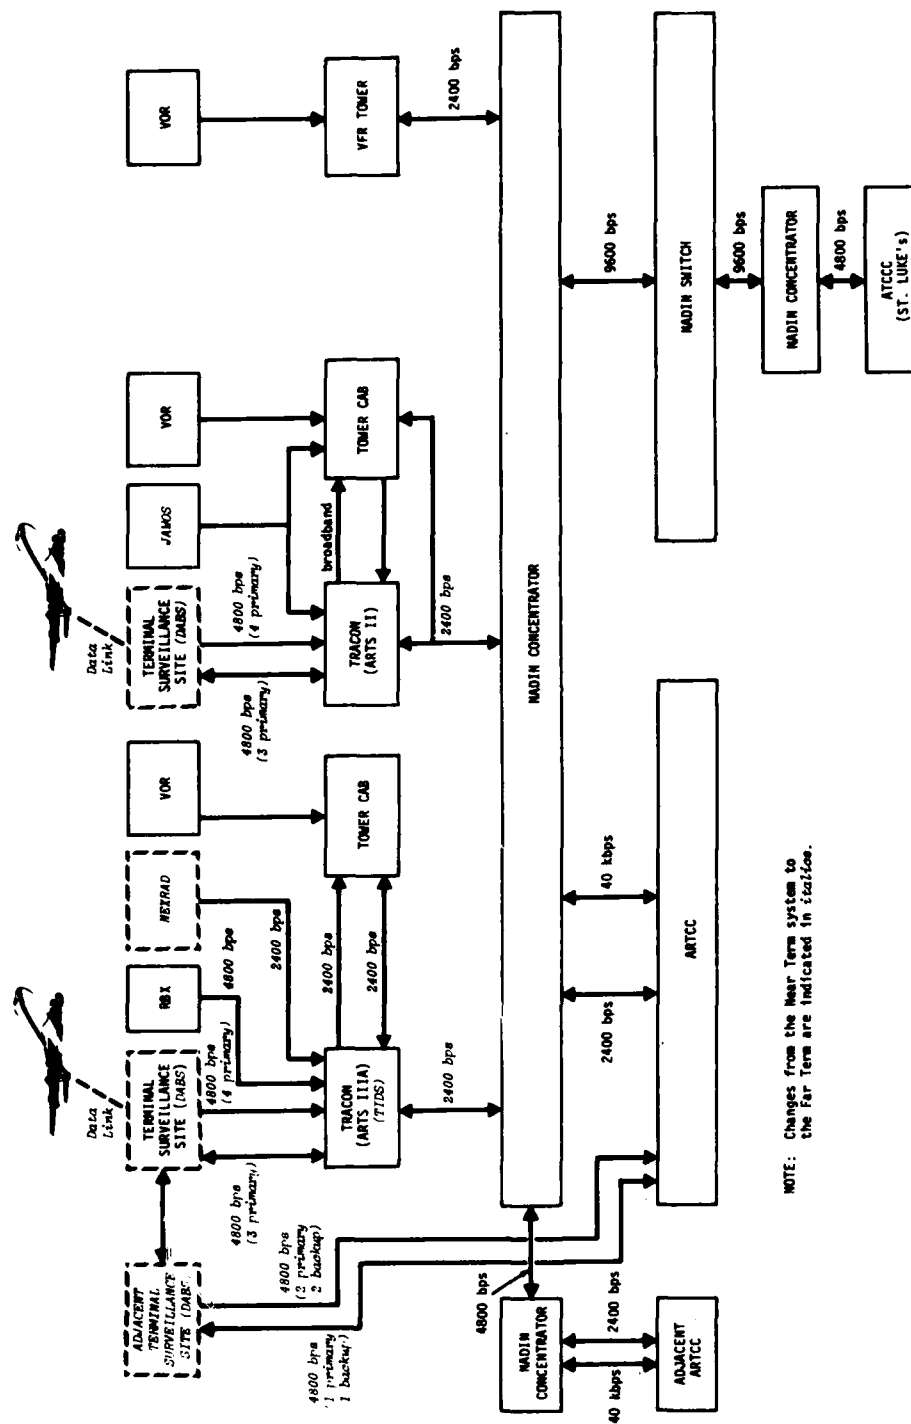 ADJACENT
TERMINAL
SURVEILLANCE
SITE (DABS
TERMINAL
SURVEILLANCE
SITE (DABS)
RBX
NEXRAD
VOR
TERMINAL
SURVEILLANCE
SITE (DABS)
JAWOS
VOR
VOR
Data
Link
Data
Link
4800 bps
(3 primary)
4800 bps
(4 primary)
4800 bps
2400 bps
4800 bps
(3 primary)
4800 bps
(4 primary)
4800 bps
(2 primary
2 backup)
4800 bps
1 primary
1 backup)
TRACON
(ARTS IIIA)
(TIDS)
2400 bps
2400 bps
TOWER CAB
TRACON
(ARTS II)
broadband
TOWER CAB
VFR TOWER
2400 bps
2400 bps
2400 bps
NADIN CONCENTRATOR
4800 bps
NADIN
CONCENTRATOR
40 kbps
2400 bps
ADJACENT
ARTCC
2400 bps
40 kbps
ARTCC
9600 bps
NADIN SWITCH
9600 bps
NADIN CONCENTRATOR
4800 bps
ATCCC
(ST. LUKE's)
NOTE: Changes from the Near Term system to
the Far Term are indicated in italics.